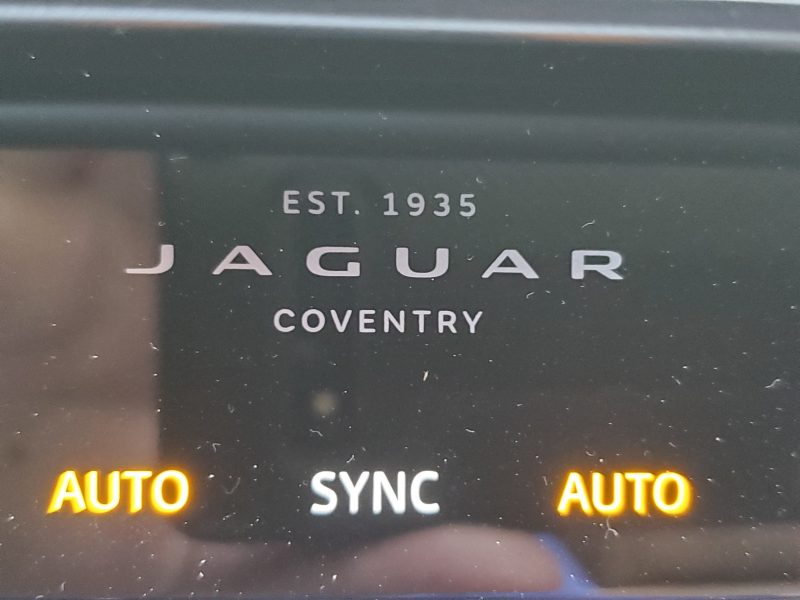 EST. 1935
JAGUAR
COVENTRY
AUTO SYNC AUTO